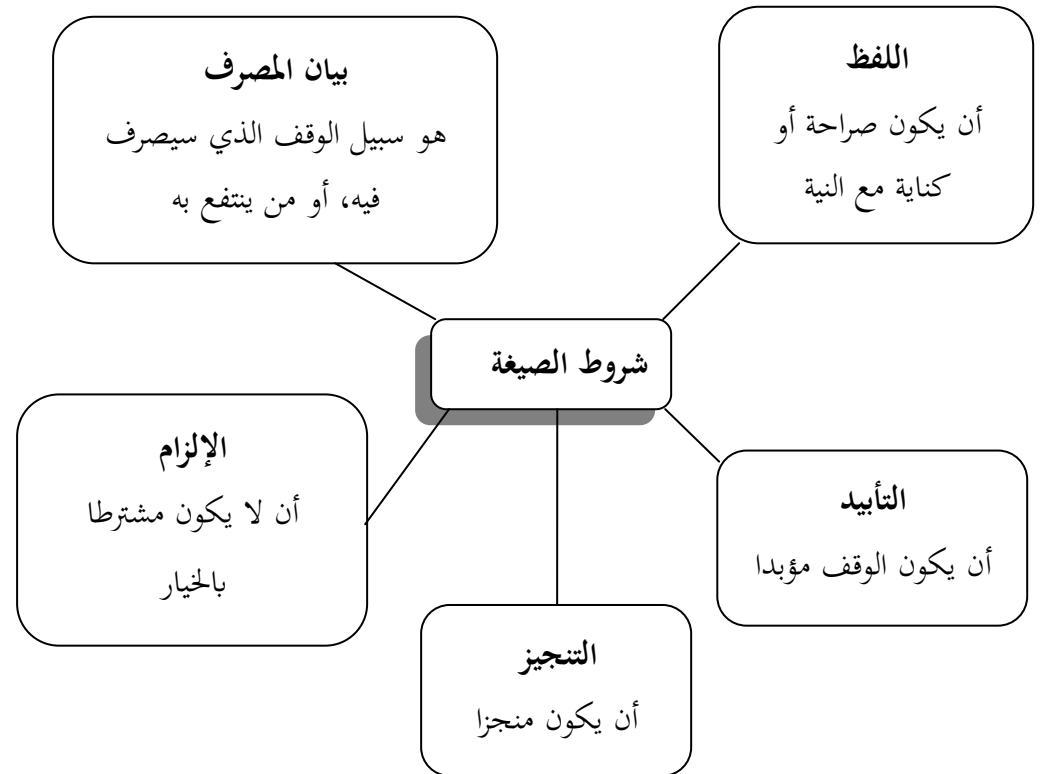 اللفظ
أن يكون صراحة أو
كناية مع النية
بيان المصرف
هو سبيل الوقف الذي سيصرف
فيه، أو من ينتفع به
شروط الصيغة
التأبيد
أن يكون الوقف مؤبدا
الإلزام
أن لا يكون مشترطا
بالخيار
التنجيز
أن يكون منجزا